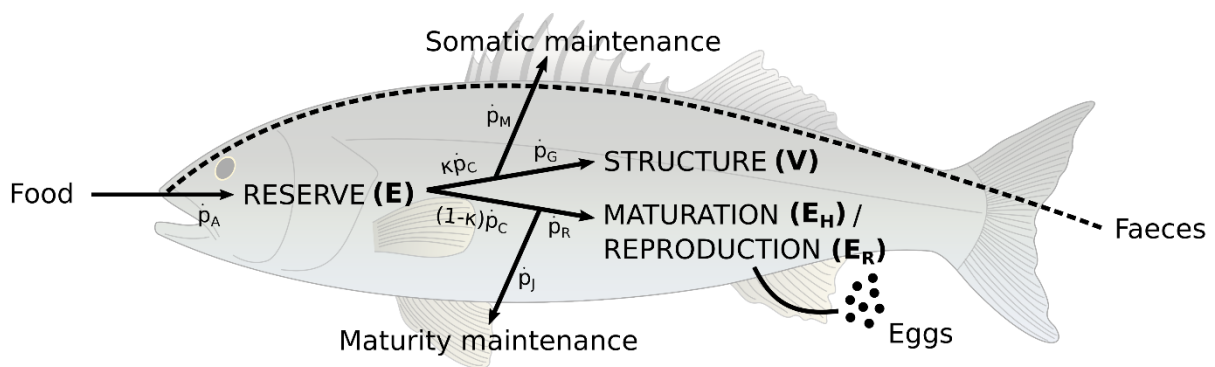 Somatic maintenance
ṗM
κṗC
ṗG
STRUCTURE (V)
Food
ṗA
RESERVE (E)
(1-κ)ṗC
ṗR
MATURATION (EH) /
REPRODUCTION (ER)
Faeces
ṗJ
Maturity maintenance
Eggs